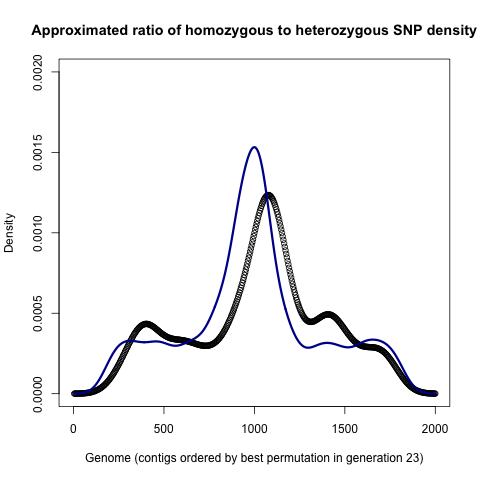 Approximated ratio of homozygous to heterozygous SNP density
0.0020
0.0015
0.0010
0.0005
0.0000
Density
0 500 1000 1500 2000
Genome (contigs ordered by best permutation in generation 23)